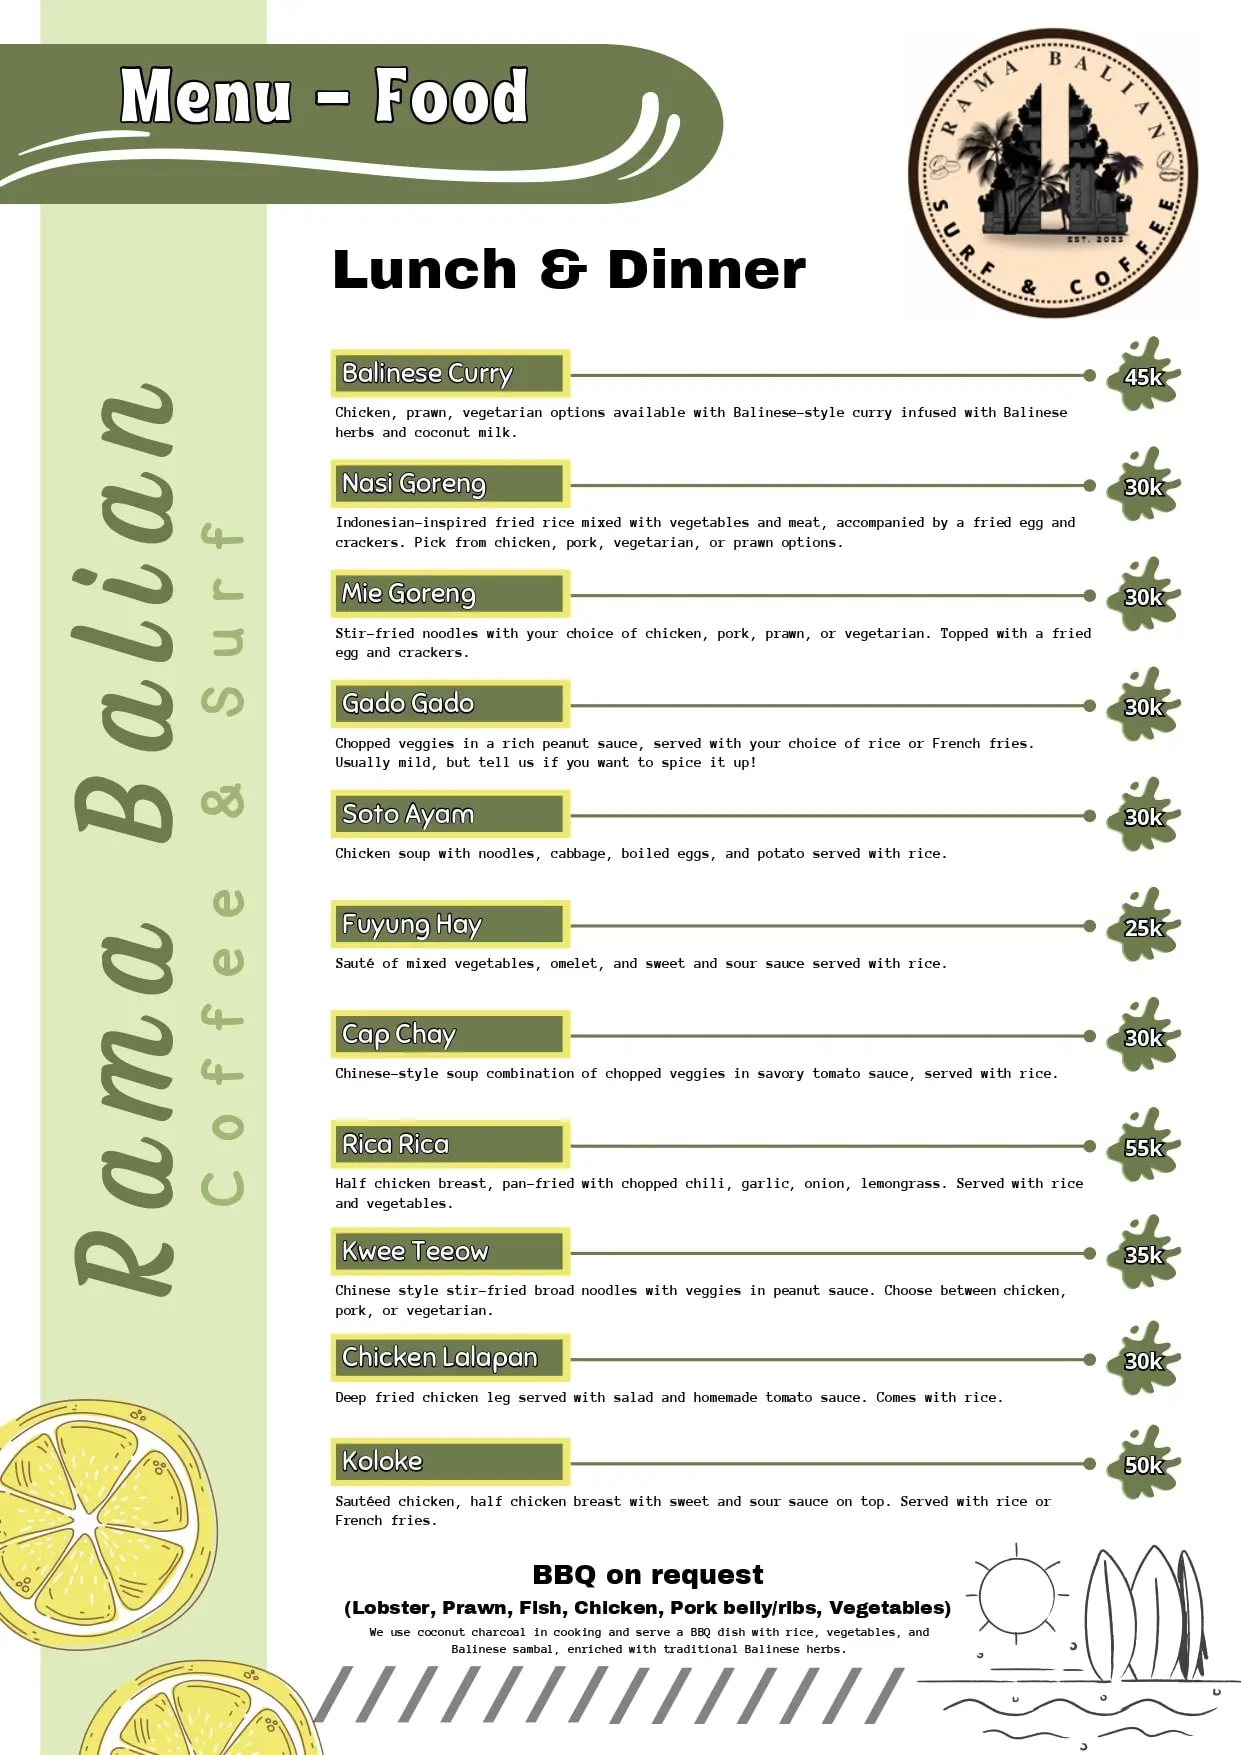 Menu - Food
RAMA BALIAN
EST. 2023
SURF & COFFEE
Lunch & Dinner
Rama Balian
Coffee & Surf
Balinese Curry 45k
Chicken, prawn, vegetarian options available with Balinese-style curry infused with Balinese
herbs and coconut milk.
Nasi Goreng 30k
Indonesian-inspired fried rice mixed with vegetables and meat, accompanied by a fried egg and
crackers. Pick from chicken, pork, vegetarian, or prawn options.
Mie Goreng 30k
Stir-fried noodles with your choice of chicken, pork, prawn, or vegetarian. Topped with a fried
egg and crackers.
Gado Gado 30k
Chopped veggies in a rich peanut sauce, served with your choice of rice or French fries.
Usually mild, but tell us if you want to spice it up!
Soto Ayam 30k
Chicken soup with noodles, cabbage, boiled eggs, and potato served with rice.
Fuyung Hay 25k
Sauté of mixed vegetables, omelet, and sweet and sour sauce served with rice.
Cap Chay 30k
Chinese-style soup combination of chopped veggies in savory tomato sauce, served with rice.
Rica Rica 55k
Half chicken breast, pan-fried with chopped chili, garlic, onion, lemongrass. Served with rice
and vegetables.
Kwee Teeow 35k
Chinese style stir-fried broad noodles with veggies in peanut sauce. Choose between chicken,
pork, or vegetarian.
Chicken Lalapan 30k
Deep fried chicken leg served with salad and homemade tomato sauce. Comes with rice.
Koloke 50k
Sautéed chicken, half chicken breast with sweet and sour sauce on top. Served with rice or
French fries.
BBQ on request
(Lobster, Prawn, Fish, Chicken, Pork belly/ribs, Vegetables)
We use coconut charcoal in cooking and serve a BBQ dish with rice, vegetables, and
Balinese sambal, enriched with traditional Balinese herbs.